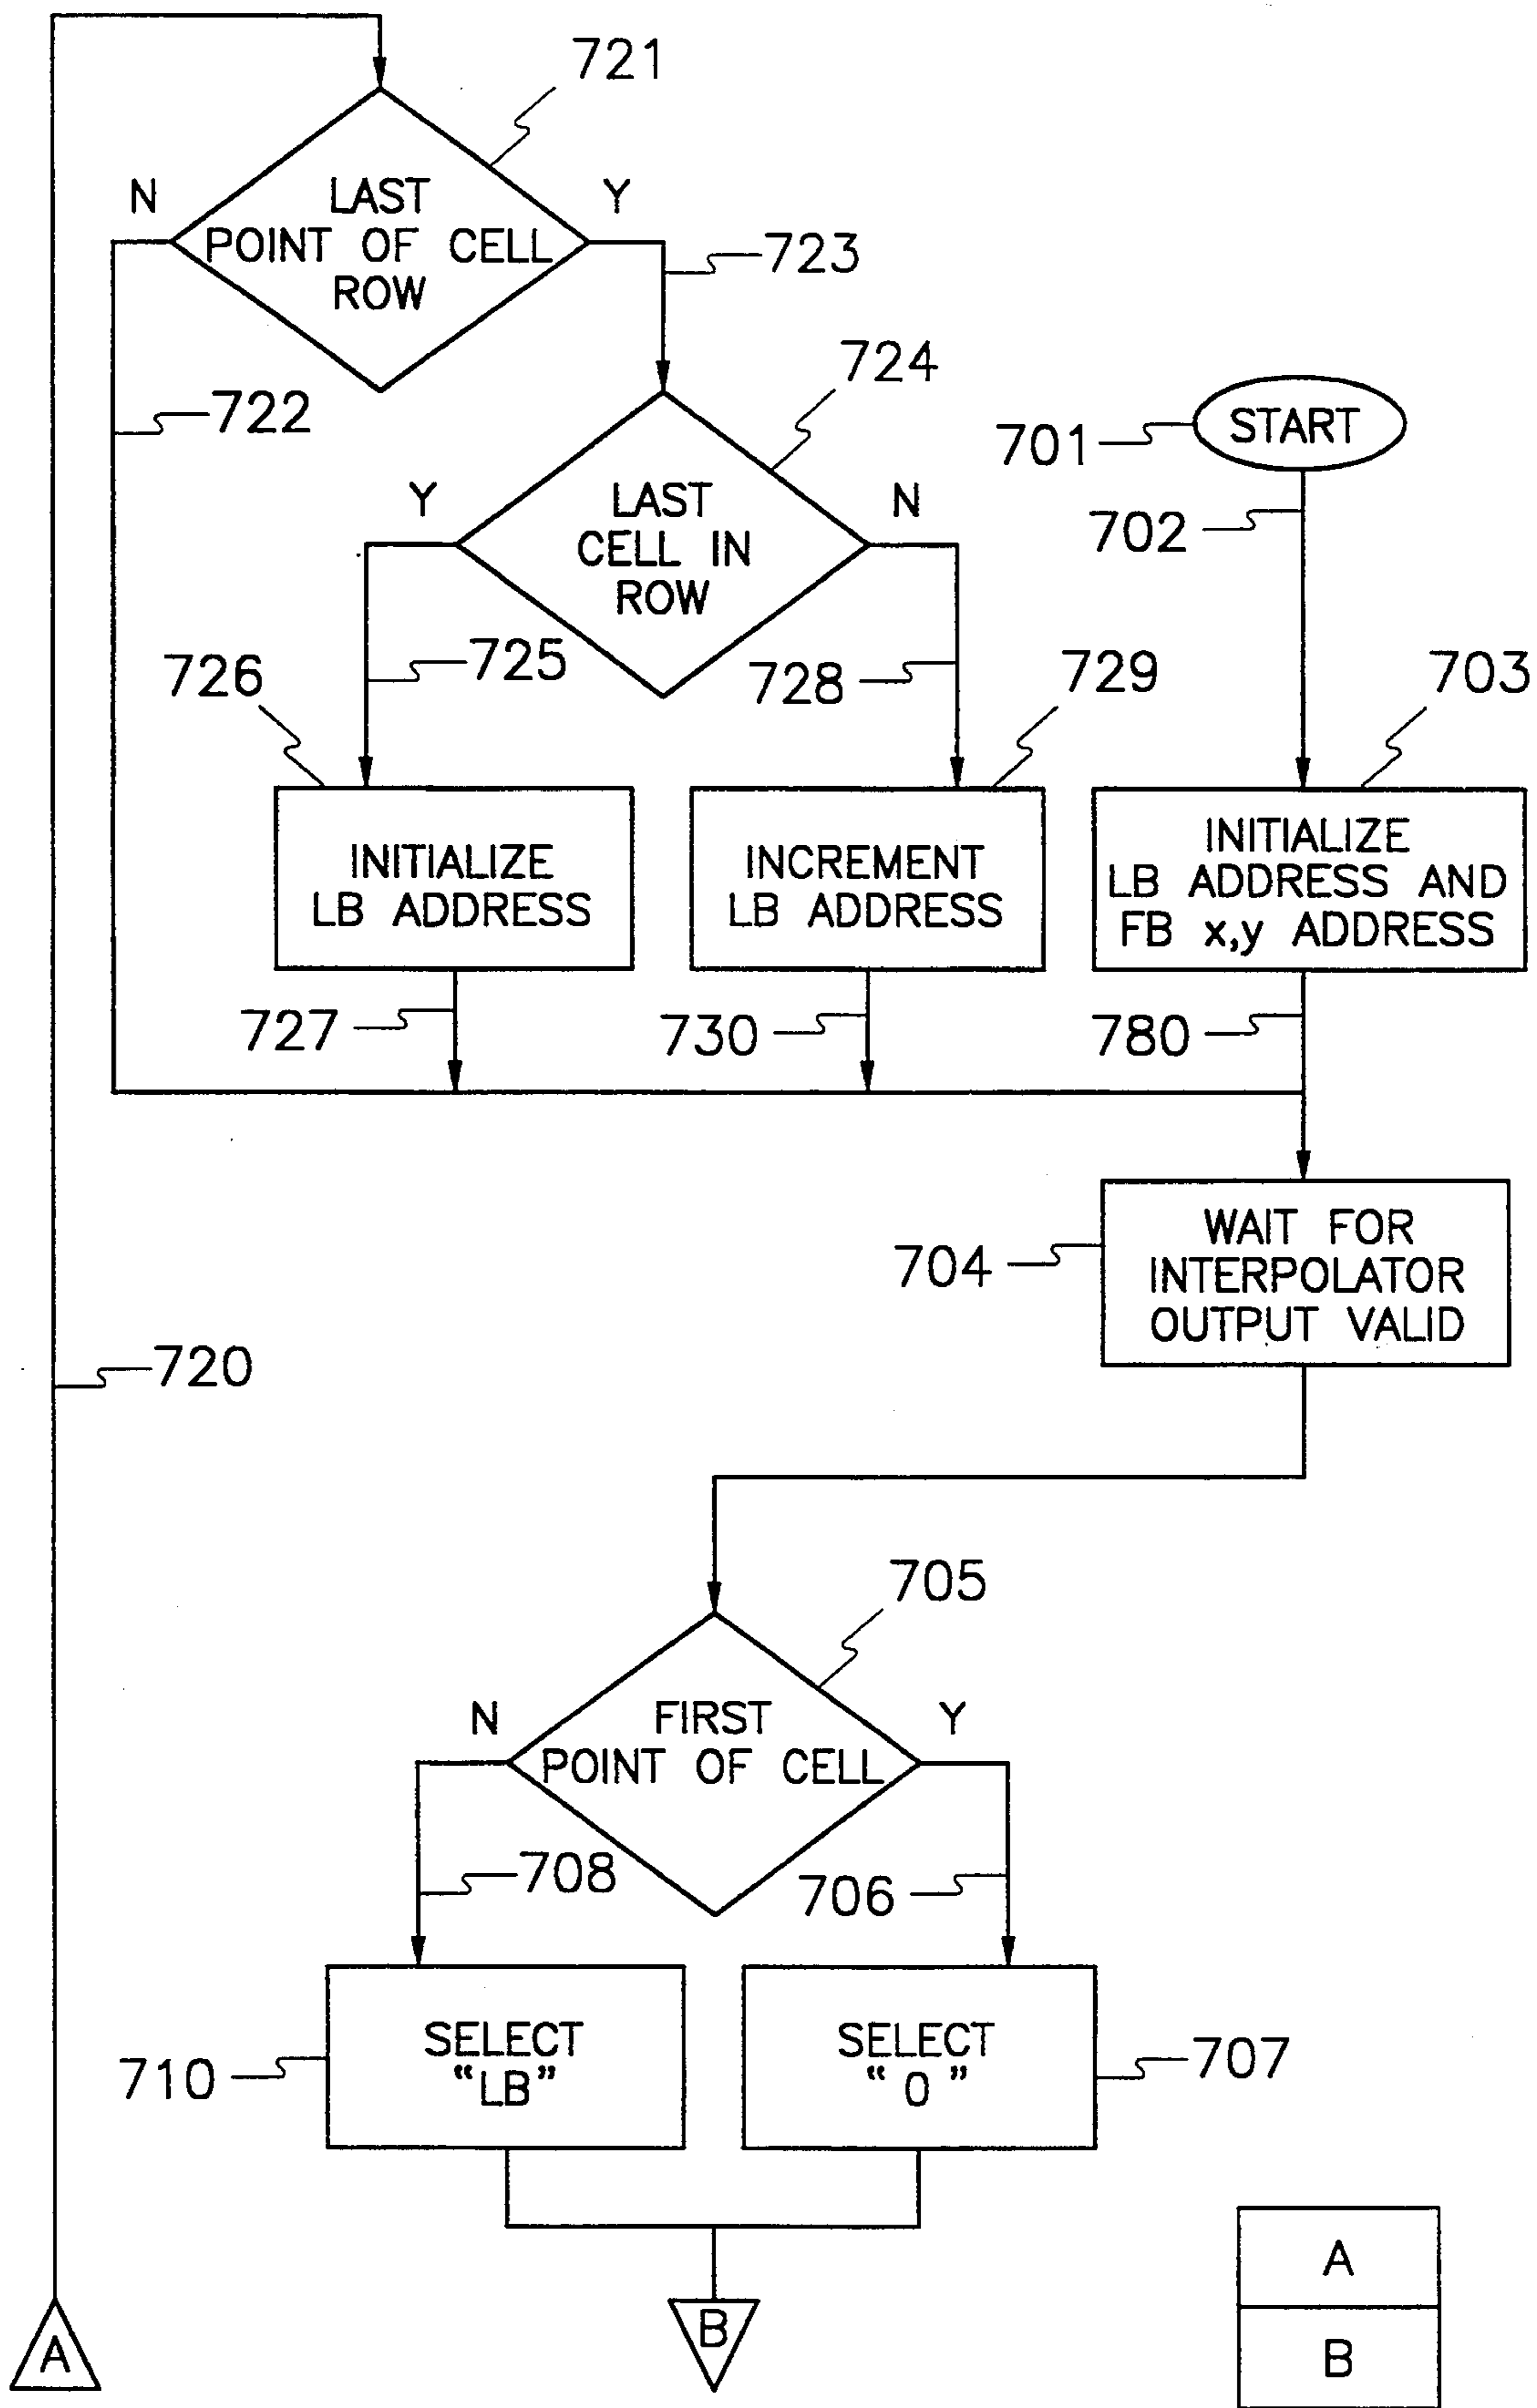 721
N
LAST
POINT OF CELL
ROW
Y
723
722
724
701
START
Y
LAST
CELL IN
ROW
N
702
726
725
728
729
703
INITIALIZE
LB ADDRESS
INCREMENT
LB ADDRESS
INITIALIZE
LB ADDRESS AND
FB x,y ADDRESS
727
730
780
704
WAIT FOR
INTERPOLATOR
OUTPUT VALID
720
705
N
FIRST
POINT OF CELL
Y
708
706
710
SELECT
“LB”
SELECT
“0”
707
A
B
A
B